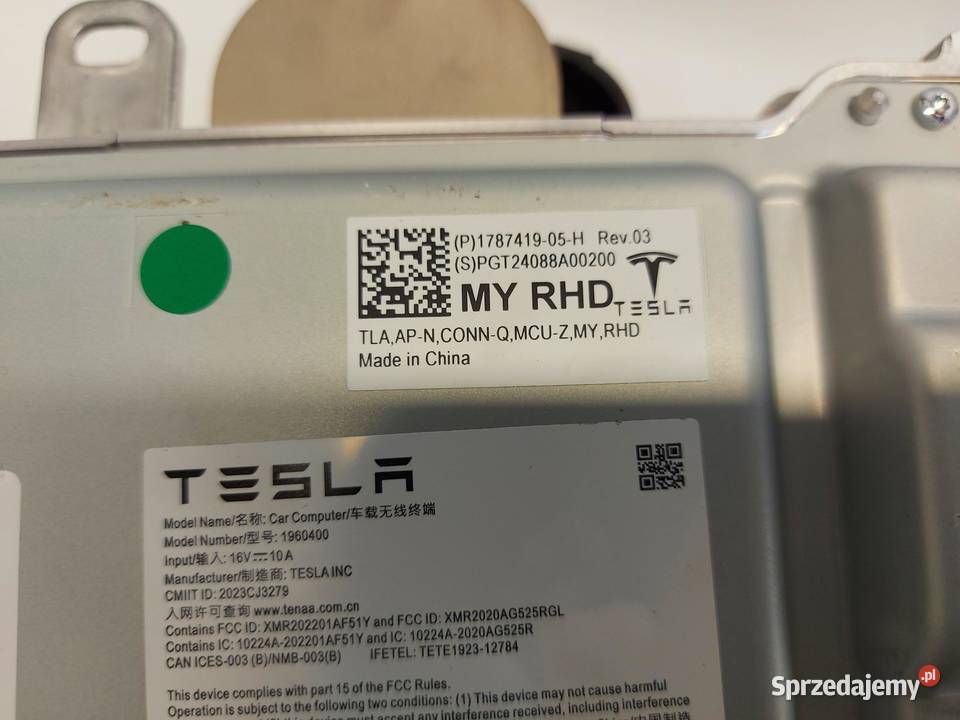 (P)1787419-05-H Rev.03
(S)PGT24088A00200
MY RHD
TESLA
TLA,AP-N,CONN-Q,MCU-Z,MY,RHD
Made in China
TESLA
Model Name/名称: Car Computer/车载无线终端
Model Number/型号: 1960400
Input/输入: 16V⎓10A
Manufacturer/制造商: TESLA INC
CMIIT ID: 2023CJ3279
入网许可查询 www.tenaa.com.cn
Contains FCC ID: XMR202201AF51Y and FCC ID: XMR2020AG525RGL
Contains IC: 10224A-202201AF51Y and IC: 10224A-2020AG525R
CAN ICES-003 (B)/NMB-003(B) IFETEL: TETE1923-12784
This device complies with part 15 of the FCC Rules.
Operation is subject to the following two conditions: (1) This device may not cause harmful
interference received, including interference
Sprzedajemy.pl